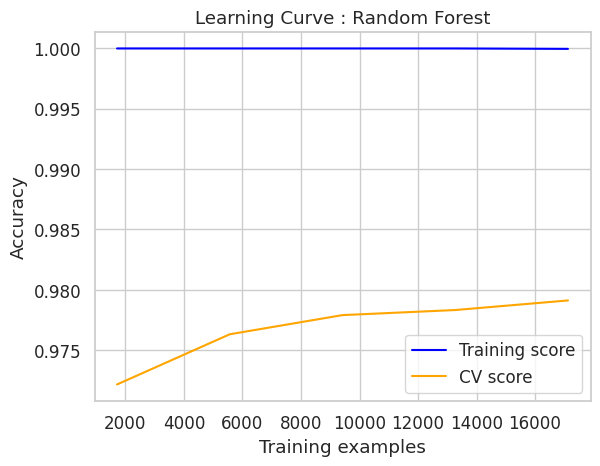 Learning Curve : Random Forest
1.000
0.995
0.990
0.985
0.980
0.975
Accuracy
2000 4000 6000 8000 10000 12000 14000 16000
Training examples
Training score
CV score